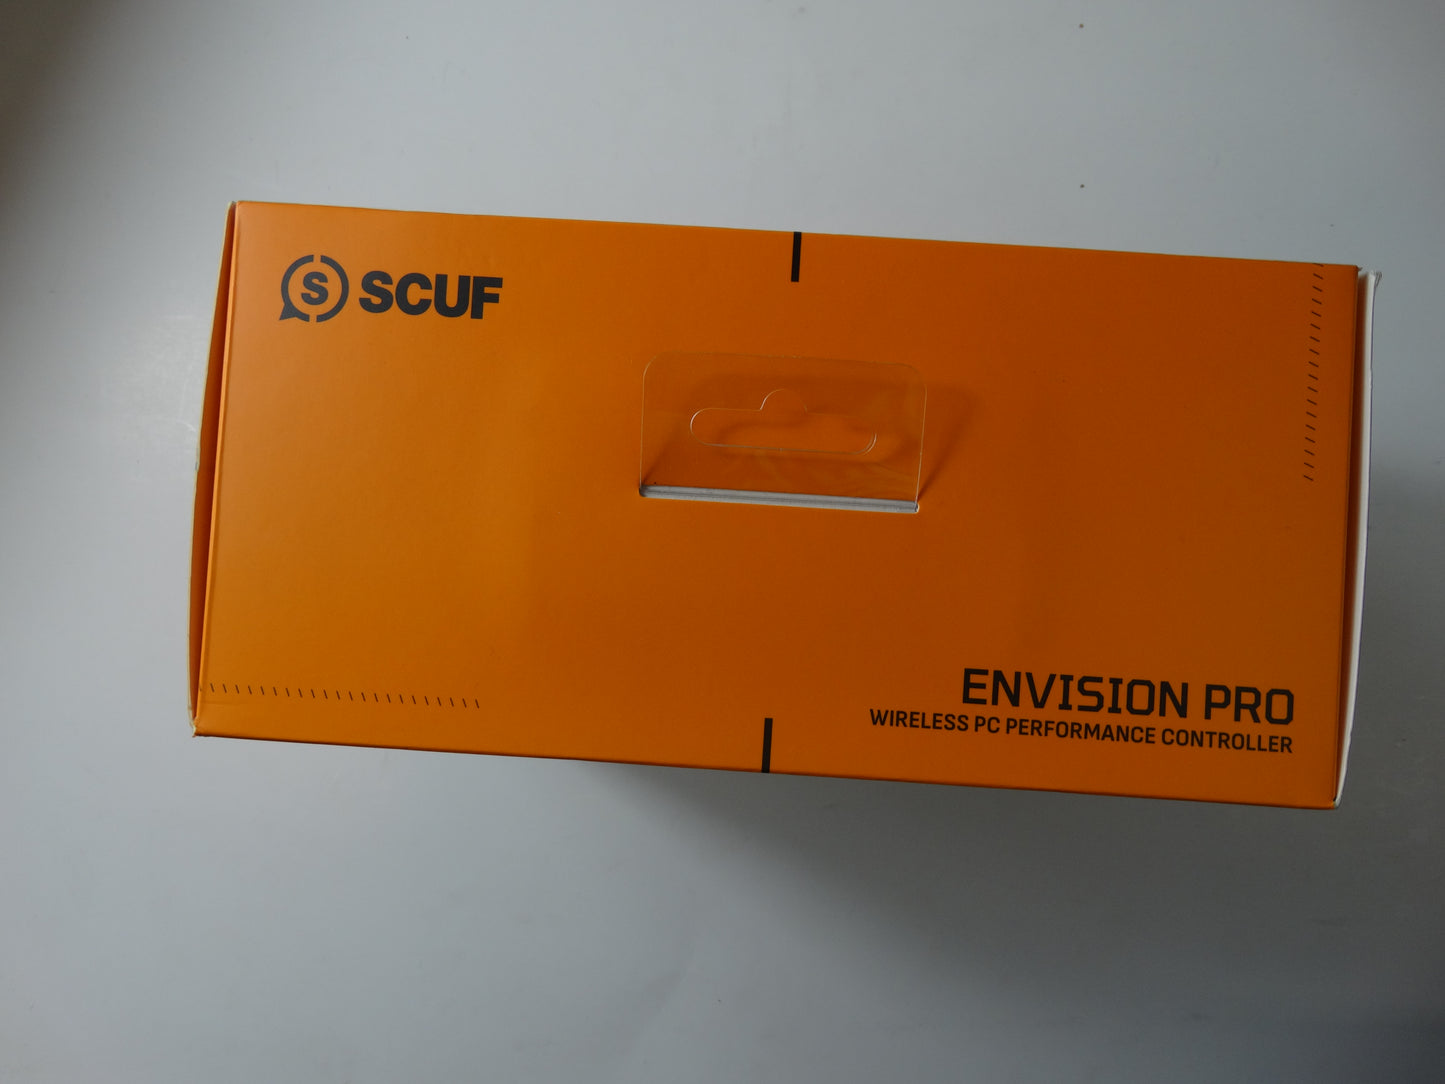 S SCUF
ENVISION PRO
WIRELESS PC PERFORMANCE CONTROLLER